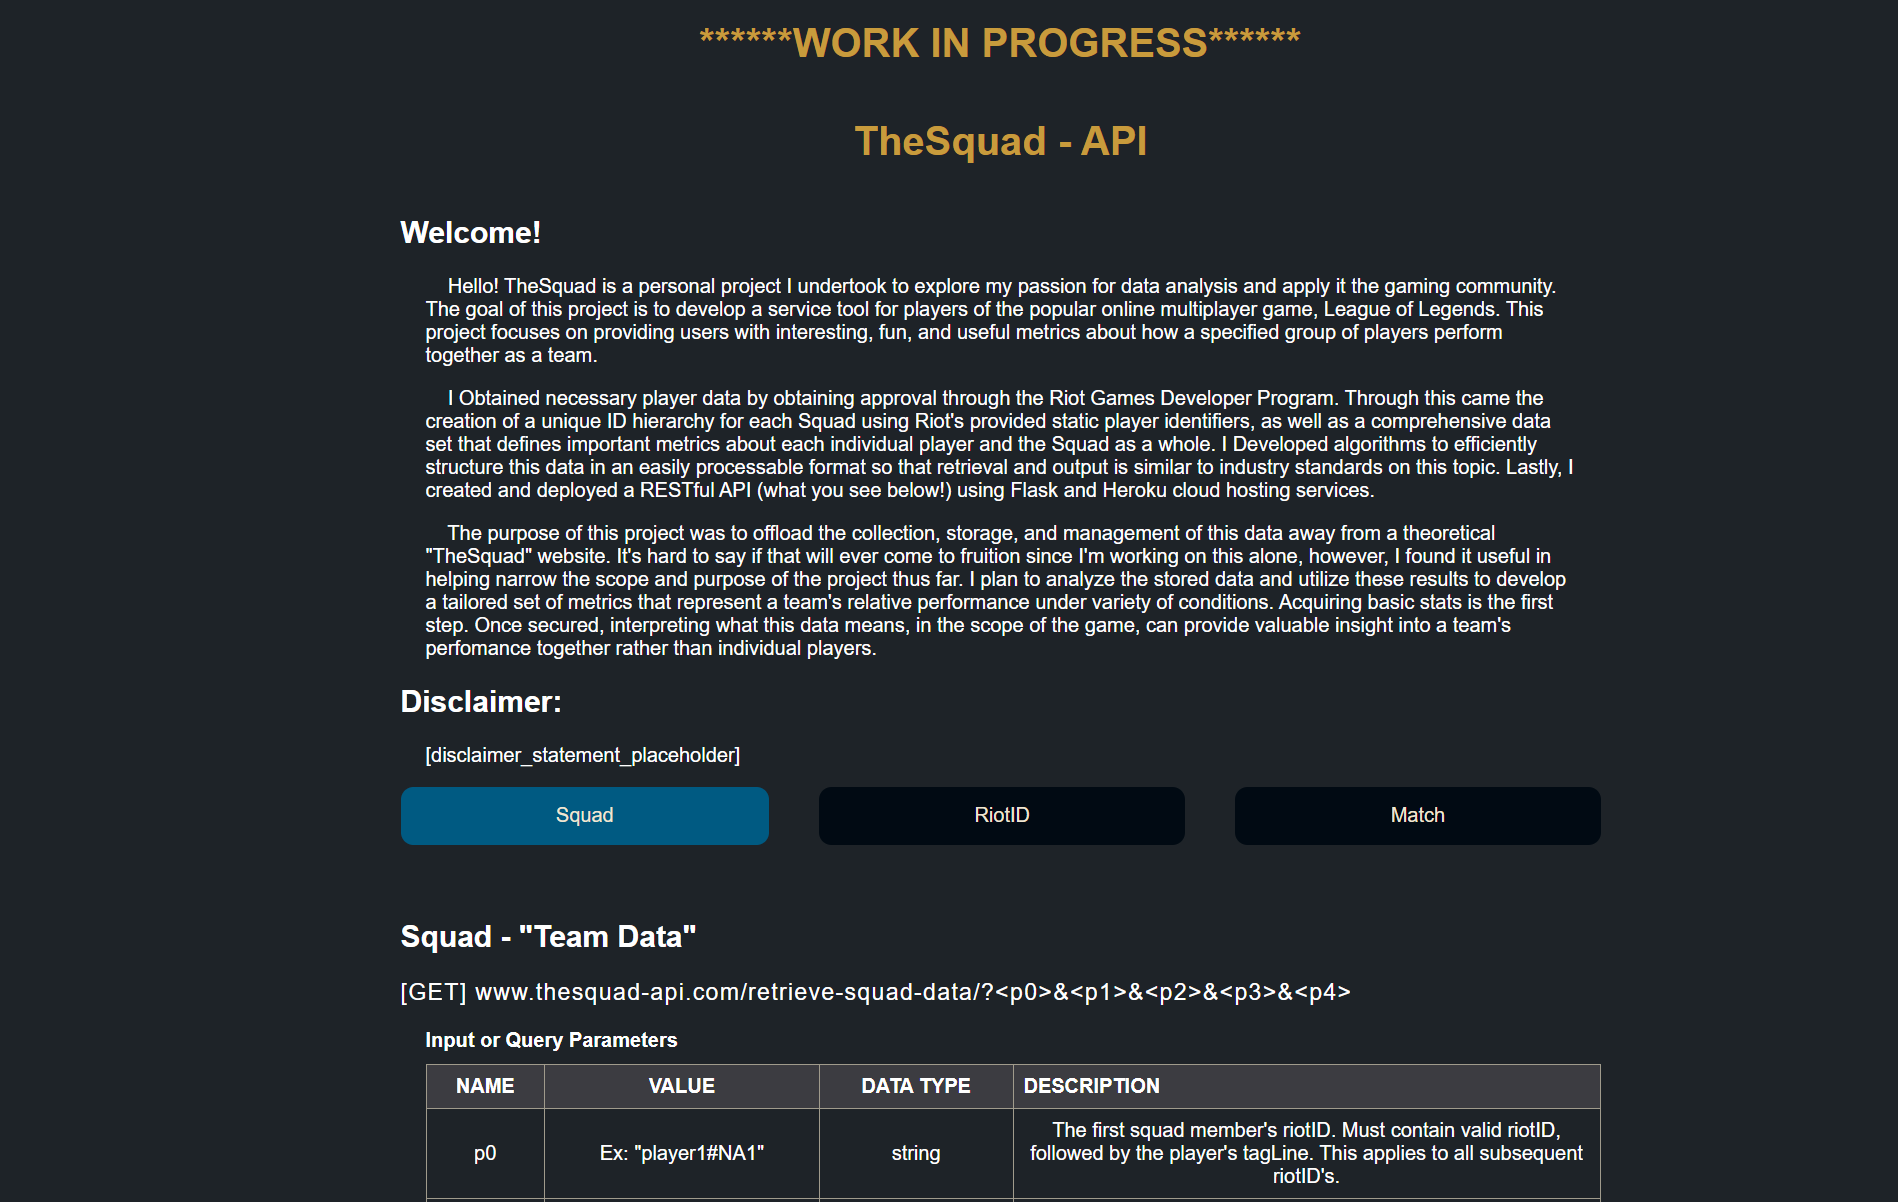 ******WORK IN PROGRESS******
TheSquad - API
Welcome!
Hello! TheSquad is a personal project I undertook to explore my passion for data analysis and apply it the gaming community.
The goal of this project is to develop a service tool for players of the popular online multiplayer game, League of Legends. This
project focuses on providing users with interesting, fun, and useful metrics about how a specified group of players perform
together as a team.
I Obtained necessary player data by obtaining approval through the Riot Games Developer Program. Through this came the
creation of a unique ID hierarchy for each Squad using Riot's provided static player identifiers, as well as a comprehensive data
set that defines important metrics about each individual player and the Squad as a whole. I Developed algorithms to efficiently
structure this data in an easily processable format so that retrieval and output is similar to industry standards on this topic. Lastly, I
created and deployed a RESTful API (what you see below!) using Flask and Heroku cloud hosting services.
The purpose of this project was to offload the collection, storage, and management of this data away from a theoretical
"TheSquad" website. It's hard to say if that will ever come to fruition since I'm working on this alone, however, I found it useful in
helping narrow the scope and purpose of the project thus far. I plan to analyze the stored data and utilize these results to develop
a tailored set of metrics that represent a team's relative performance under variety of conditions. Acquiring basic stats is the first
step. Once secured, interpreting what this data means, in the scope of the game, can provide valuable insight into a team's
perfomance together rather than individual players.
Disclaimer:
[disclaimer_statement_placeholder]
Squad RiotID Match
Squad - "Team Data"
[GET] www.thesquad-api.com/retrieve-squad-data/?<p0>&<p1>&<p2>&<p3>&<p4>
Input or Query Parameters
NAME VALUE DATA TYPE DESCRIPTION
The first squad member's riotID. Must contain valid riotID,
p0 Ex: "player1#NA1" string followed by the player's tagLine. This applies to all subsequent
riotID's.